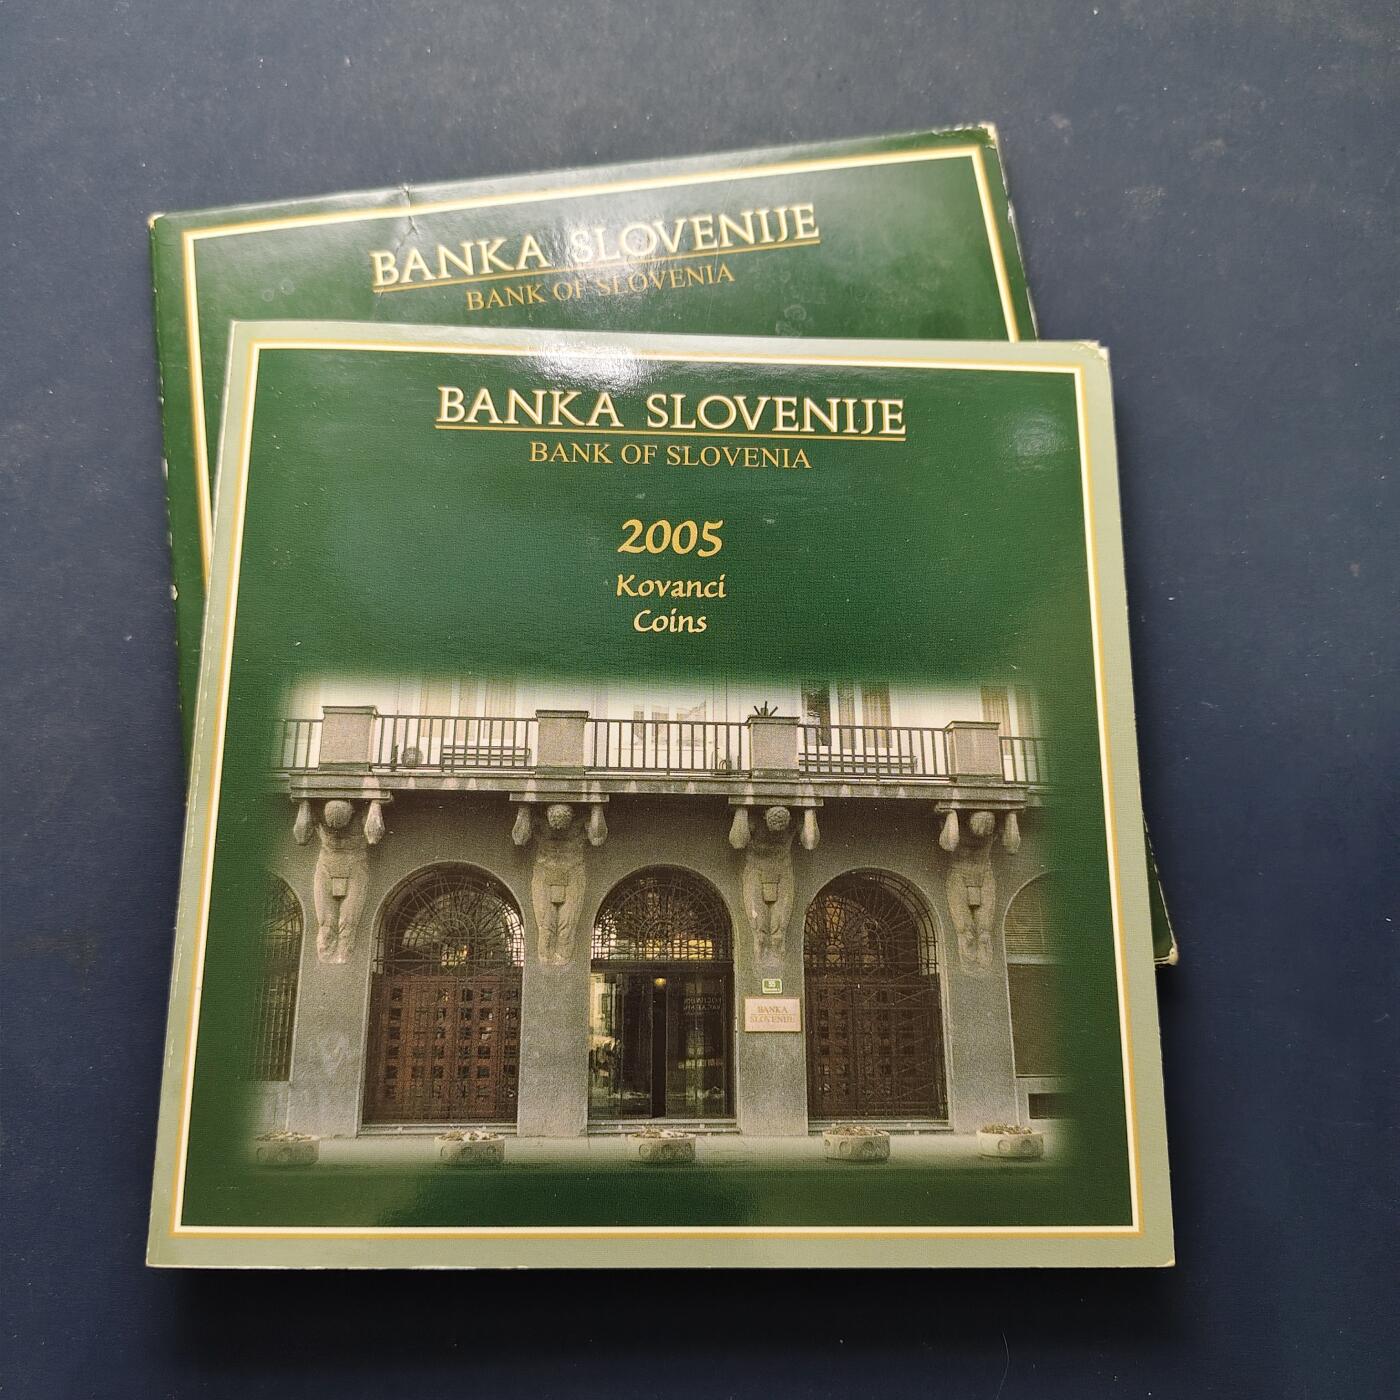 BANKA SLOVENIJE
BANK OF SLOVENIA
BANKA SLOVENIJE
BANK OF SLOVENIA
2005
Kovanci
Coins
BANKA
SLOVENIJE